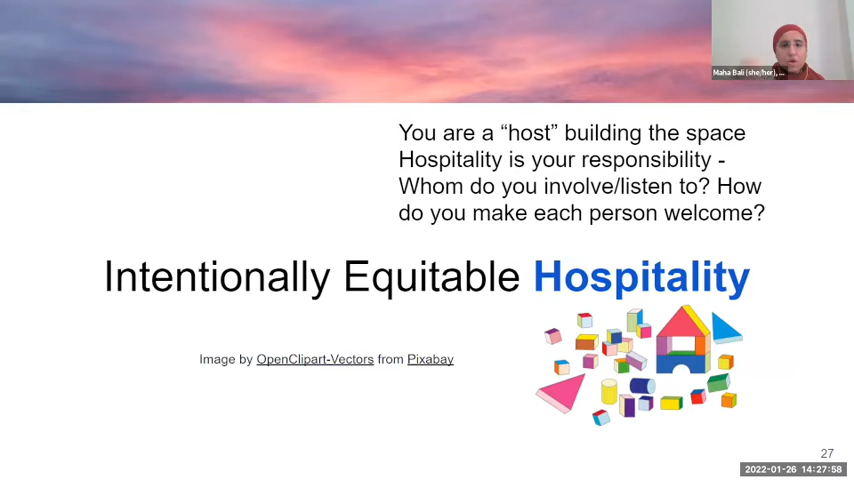 Maha Bali (she/her), ...
You are a “host” building the space
Hospitality is your responsibility -
Whom do you involve/listen to? How
do you make each person welcome?
Intentionally Equitable Hospitality
Image by OpenClipart-Vectors from Pixabay
27
2022-01-26 14:27:58